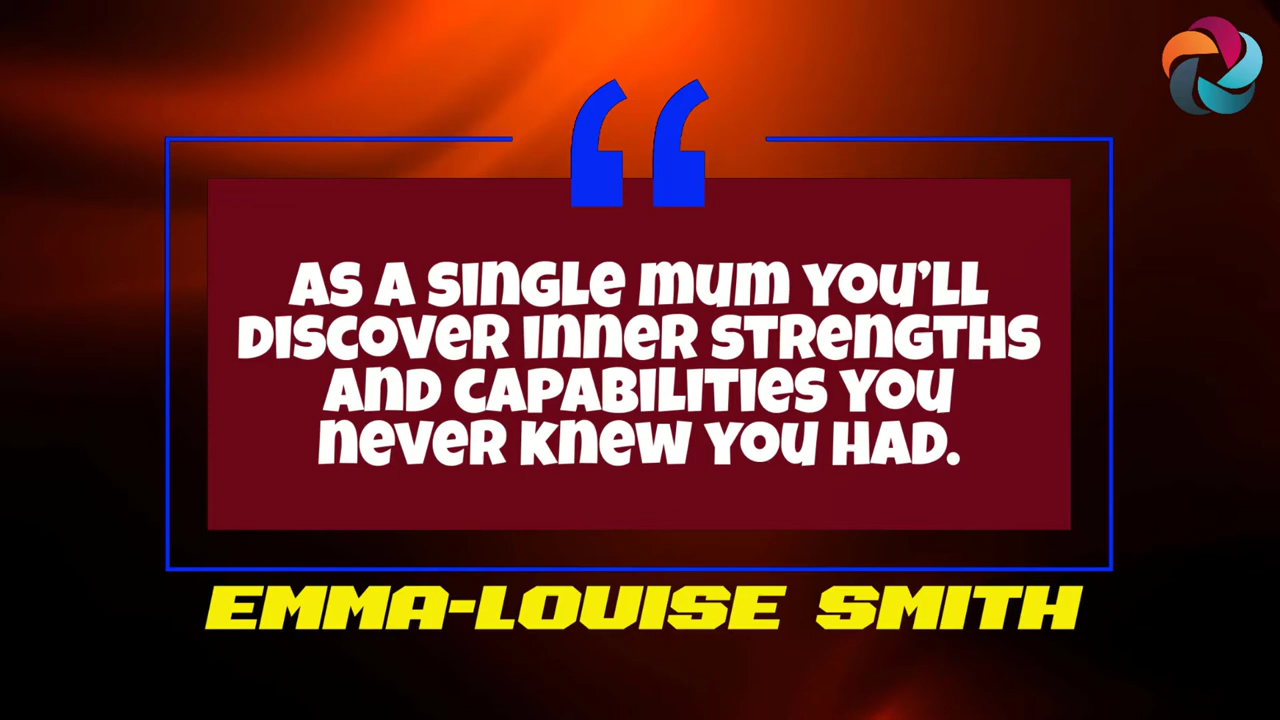 As a single mum you’ll
discover inner strengths
and capabilities you
never knew you had.
EMMA-LOUISE SMITH